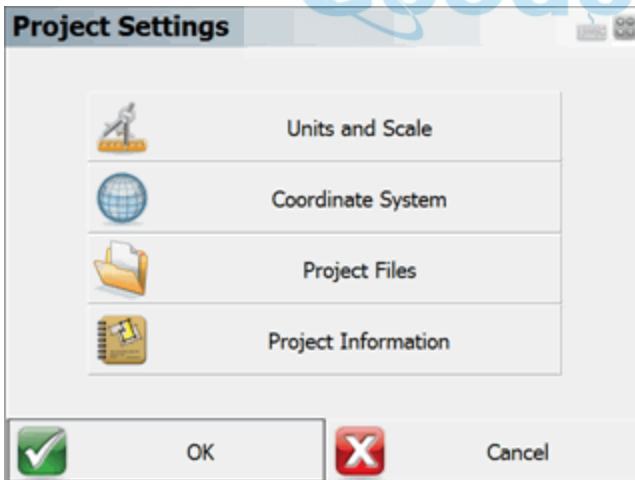 Project Settings
Units and Scale
Coordinate System
Project Files
Project Information
OK
Cancel